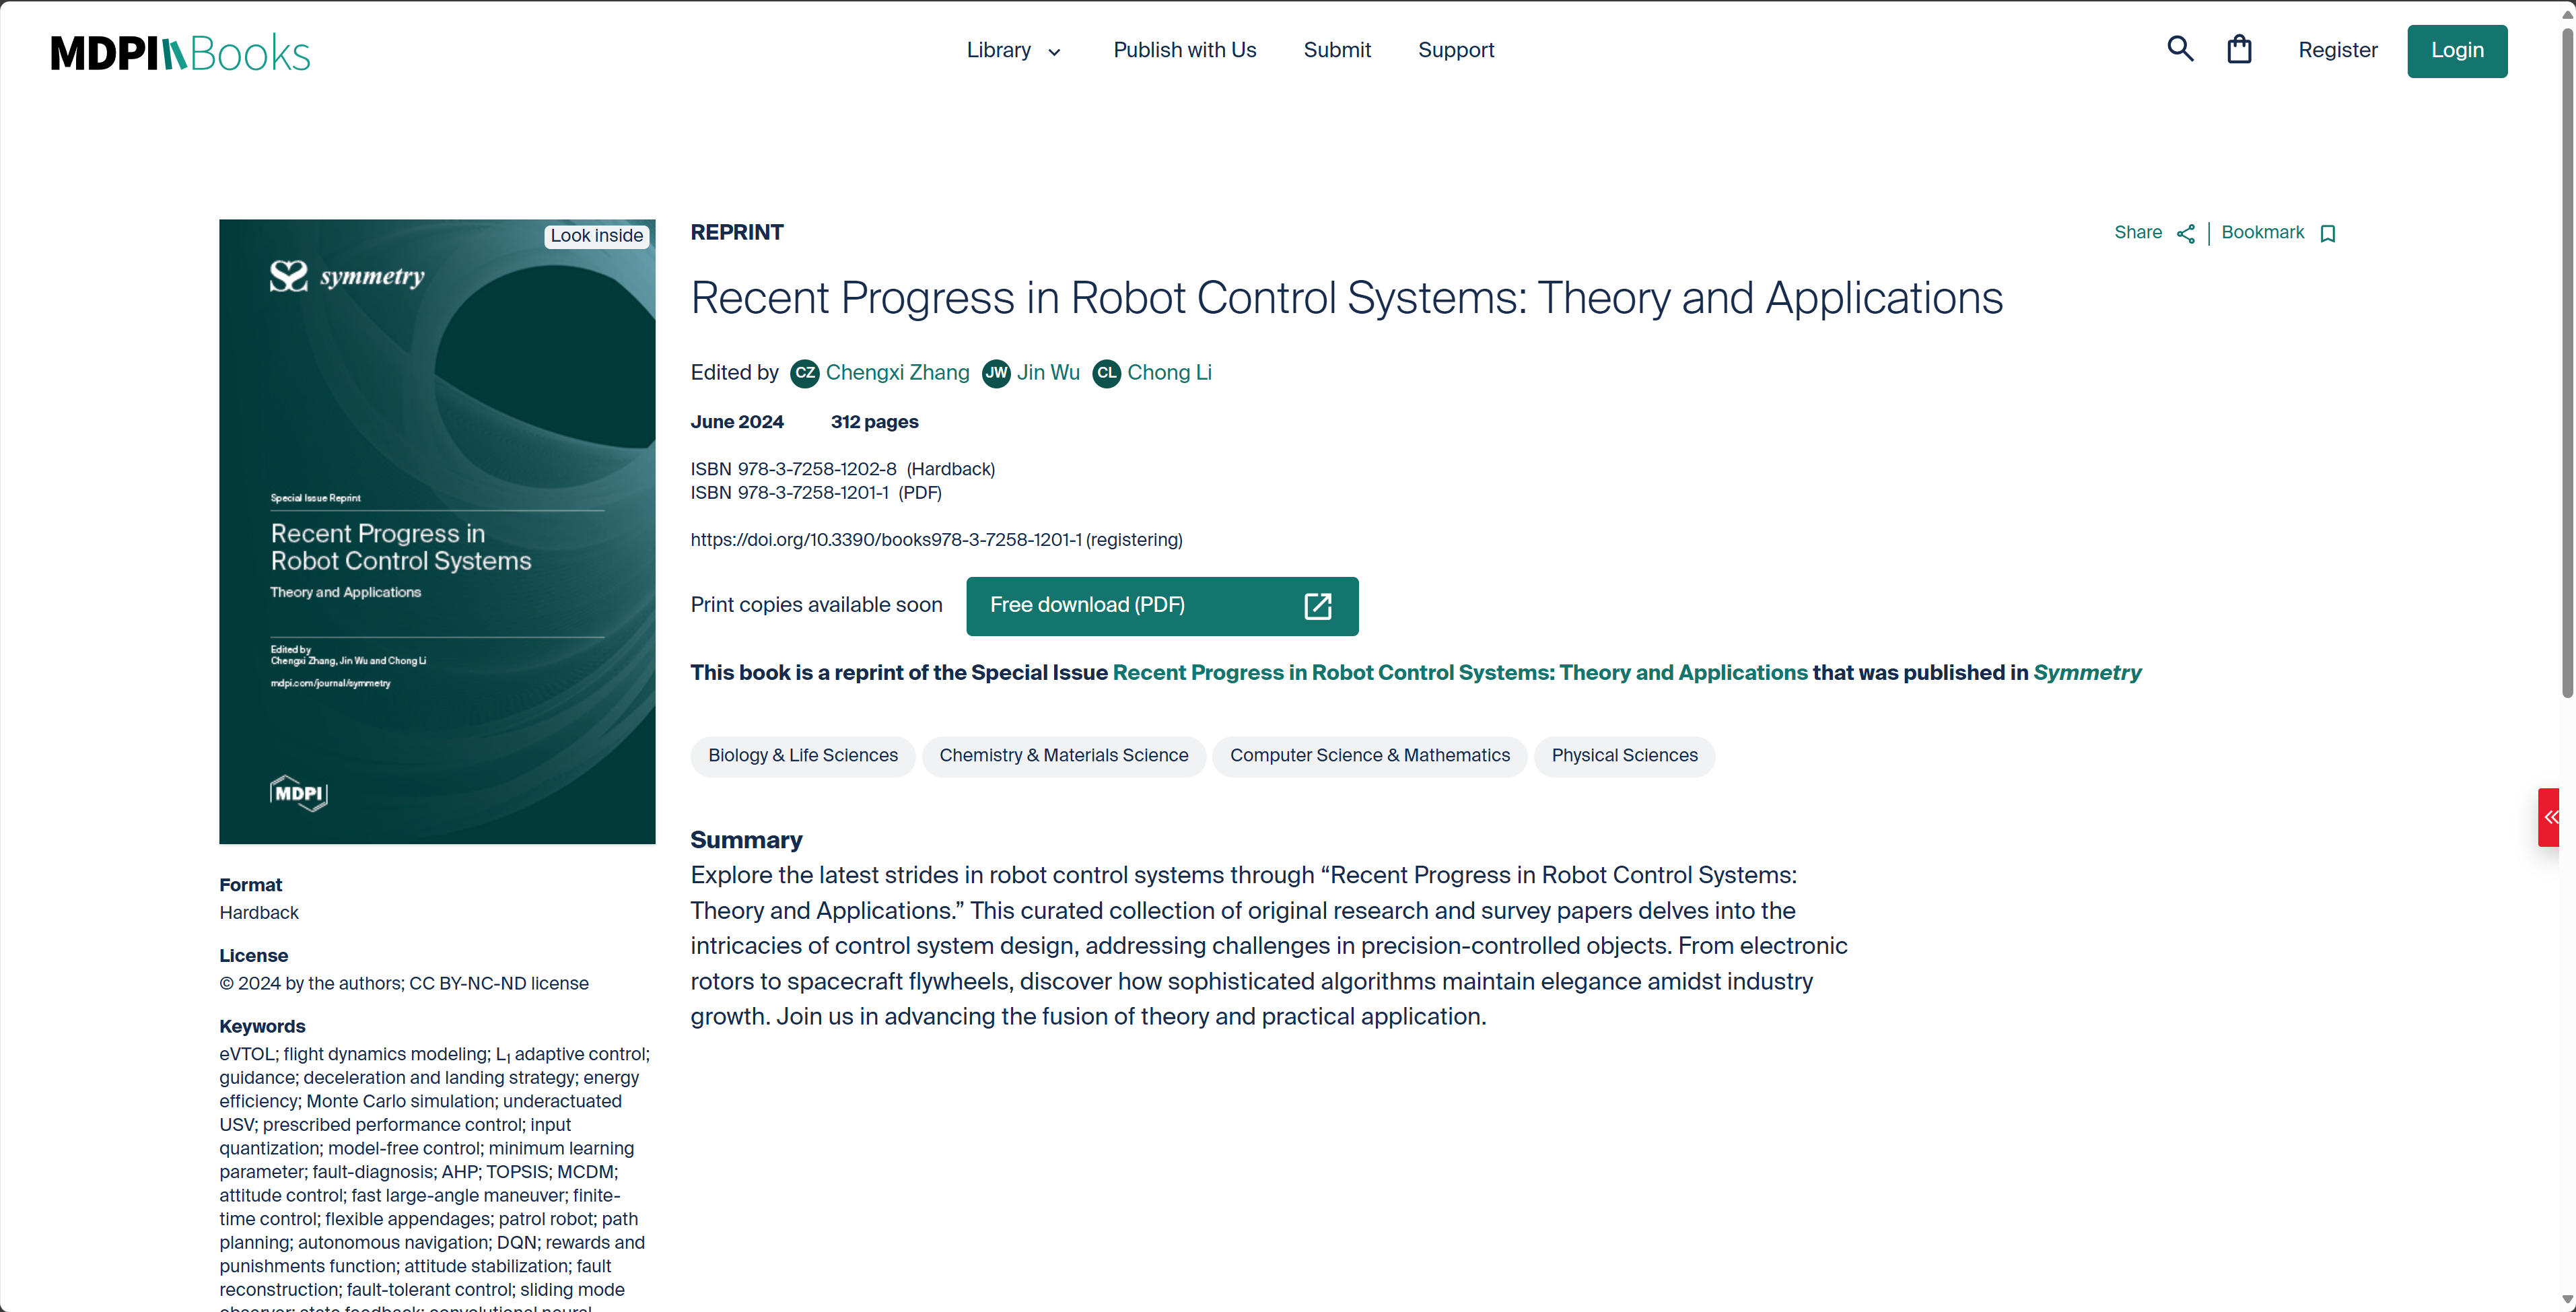 MDPI Books
Library
Publish with Us
Submit
Support
Register
Login
Look inside
symmetry
Special Issue Reprint
Recent Progress in
Robot Control Systems
Theory and Applications
Edited by
Chengxi Zhang, Jin Wu and Chong Li
mdpi.com/journal/symmetry
MDPI
Format
Hardback
License
© 2024 by the authors; CC BY-NC-ND license
Keywords
eVTOL; flight dynamics modeling; L1 adaptive control;
guidance; deceleration and landing strategy; energy
efficiency; Monte Carlo simulation; underactuated
USV; prescribed performance control; input
quantization; model-free control; minimum learning
parameter; fault-diagnosis; AHP; TOPSIS; MCDM;
attitude control; fast large-angle maneuver; finite-
time control; flexible appendages; patrol robot; path
planning; autonomous navigation; DQN; rewards and
punishments function; attitude stabilization; fault
reconstruction; fault-tolerant control; sliding mode
observer; state feedback; convolutional neural
REPRINT
Share
Bookmark
Recent Progress in Robot Control Systems: Theory and Applications
Edited by CZ Chengxi Zhang JW Jin Wu CL Chong Li
June 2024 312 pages
ISBN 978-3-7258-1202-8 (Hardback)
ISBN 978-3-7258-1201-1 (PDF)
https://doi.org/10.3390/books978-3-7258-1201-1 (registering)
Print copies available soon
Free download (PDF)
This book is a reprint of the Special Issue Recent Progress in Robot Control Systems: Theory and Applications that was published in Symmetry
Biology & Life Sciences
Chemistry & Materials Science
Computer Science & Mathematics
Physical Sciences
Summary
Explore the latest strides in robot control systems through “Recent Progress in Robot Control Systems:
Theory and Applications.” This curated collection of original research and survey papers delves into the
intricacies of control system design, addressing challenges in precision-controlled objects. From electronic
rotors to spacecraft flywheels, discover how sophisticated algorithms maintain elegance amidst industry
growth. Join us in advancing the fusion of theory and practical application.